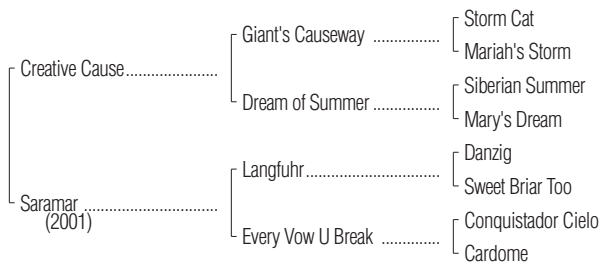 Storm Cat
Giant's Causeway ................
Mariah's Storm
Creative Cause......................
Siberian Summer
Dream of Summer ...............
Mary's Dream
Danzig
Langfuhr................................
Sweet Briar Too
Saramar ................................
(2001)
Conquistador Cielo
Every Vow U Break ..............
Cardome